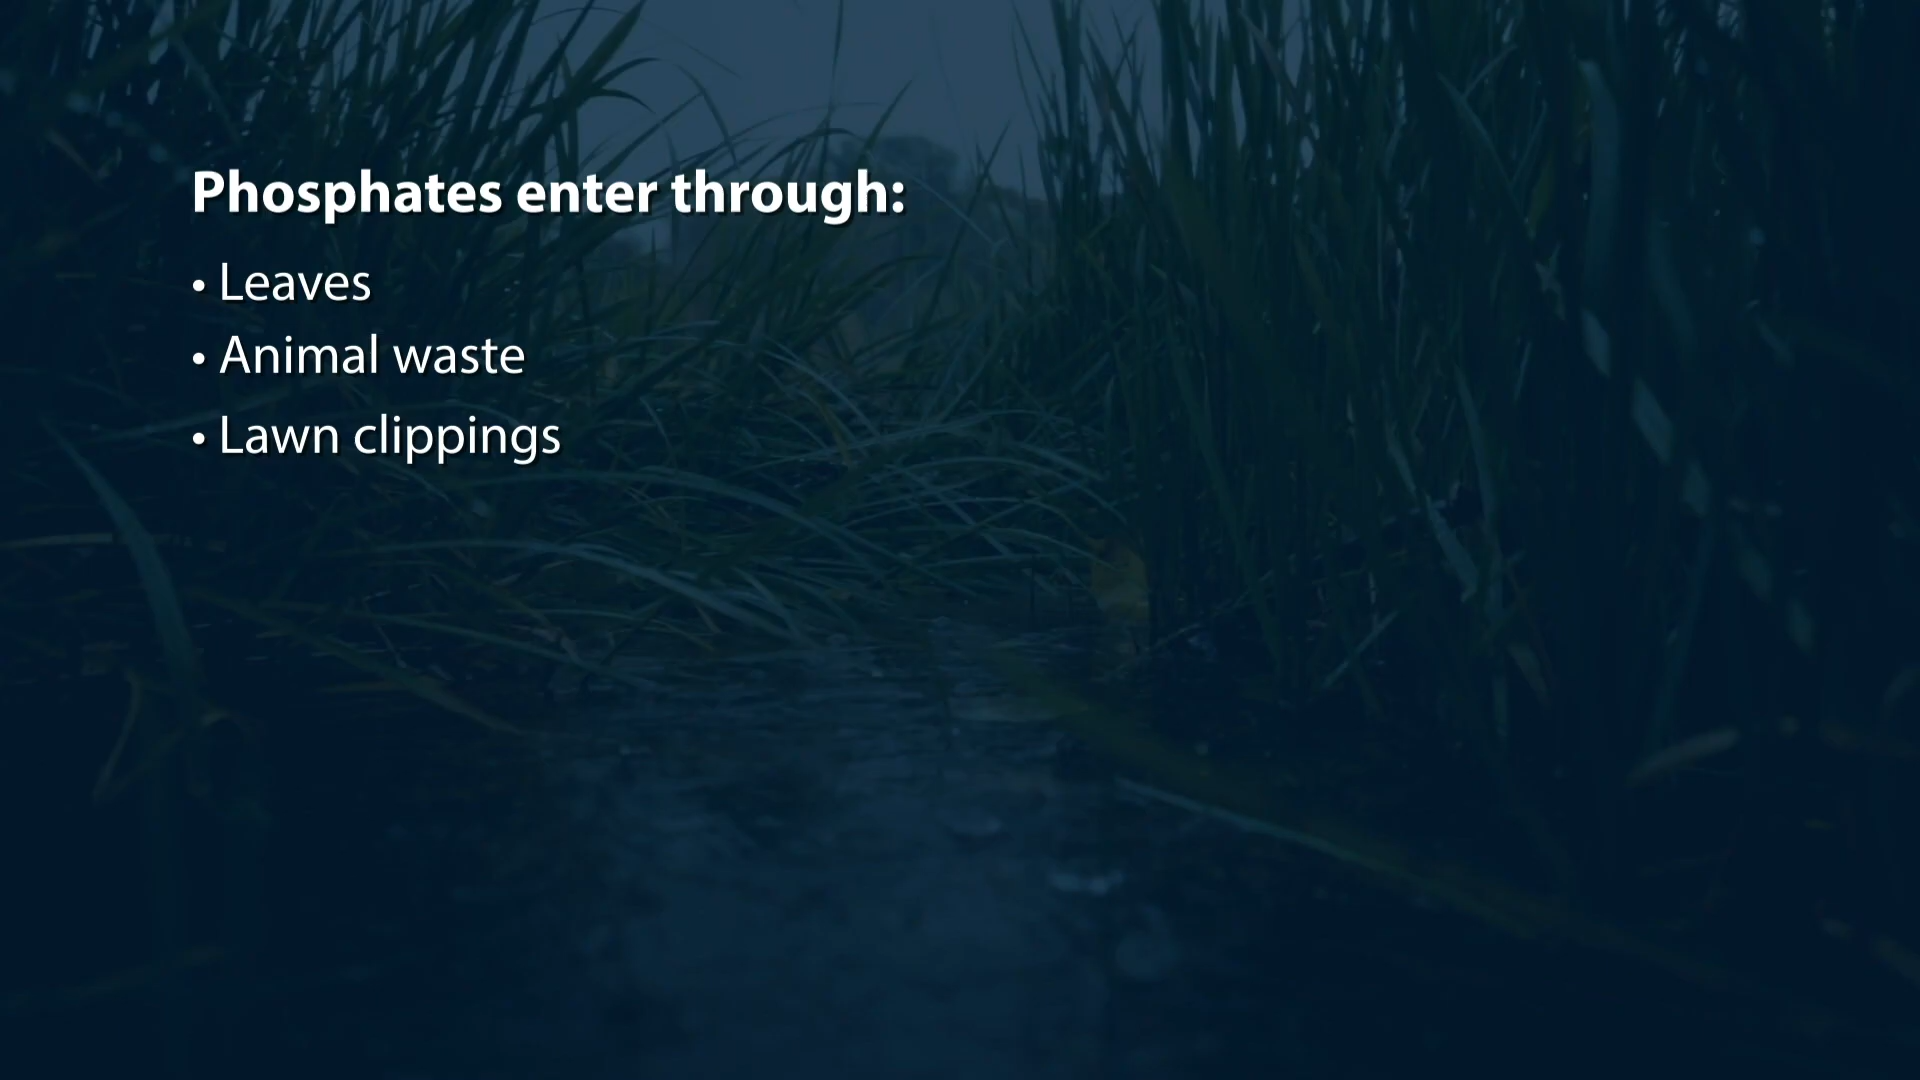 Phosphates enter through:
• Leaves
• Animal waste
• Lawn clippings